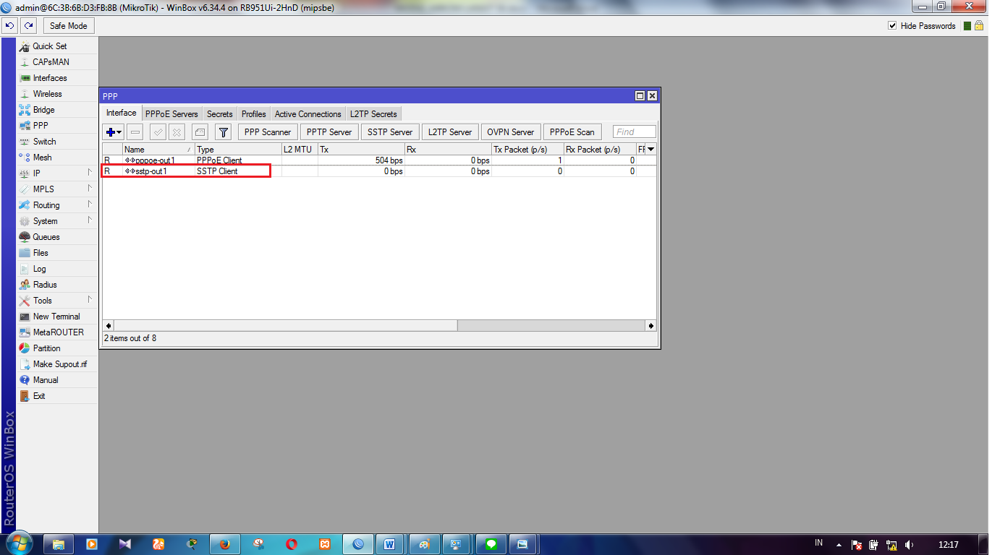 admin@6C:3B:6B:D3:FB:8B (MikroTik) - WinBox v6.34.4 on RB951Ui-2HnD (mipsbe)
Safe Mode
Hide Passwords
Quick Set
CAPsMAN
Interfaces
Wireless
Bridge
PPP
Switch
Mesh
IP
MPLS
Routing
System
Queues
Files
Log
Radius
Tools
New Terminal
MetaROUTER
Partition
Make Supout.rif
Manual
Exit
RouterOS WinBox
PPP
Interface PPPoE Servers Secrets Profiles Active Connections L2TP Secrets
PPP Scanner PPTP Server SSTP Server L2TP Server OVPN Server PPPoE Scan Find
Name / Type L2 MTU Tx Rx Tx Packet (p/s) Rx Packet (p/s) FF
R pppoe-out1 PPPoE Client 504 bps 0 bps 1 0
R sstp-out1 SSTP Client 0 bps 0 bps 0 0
2 items out of 8
IN 12:17